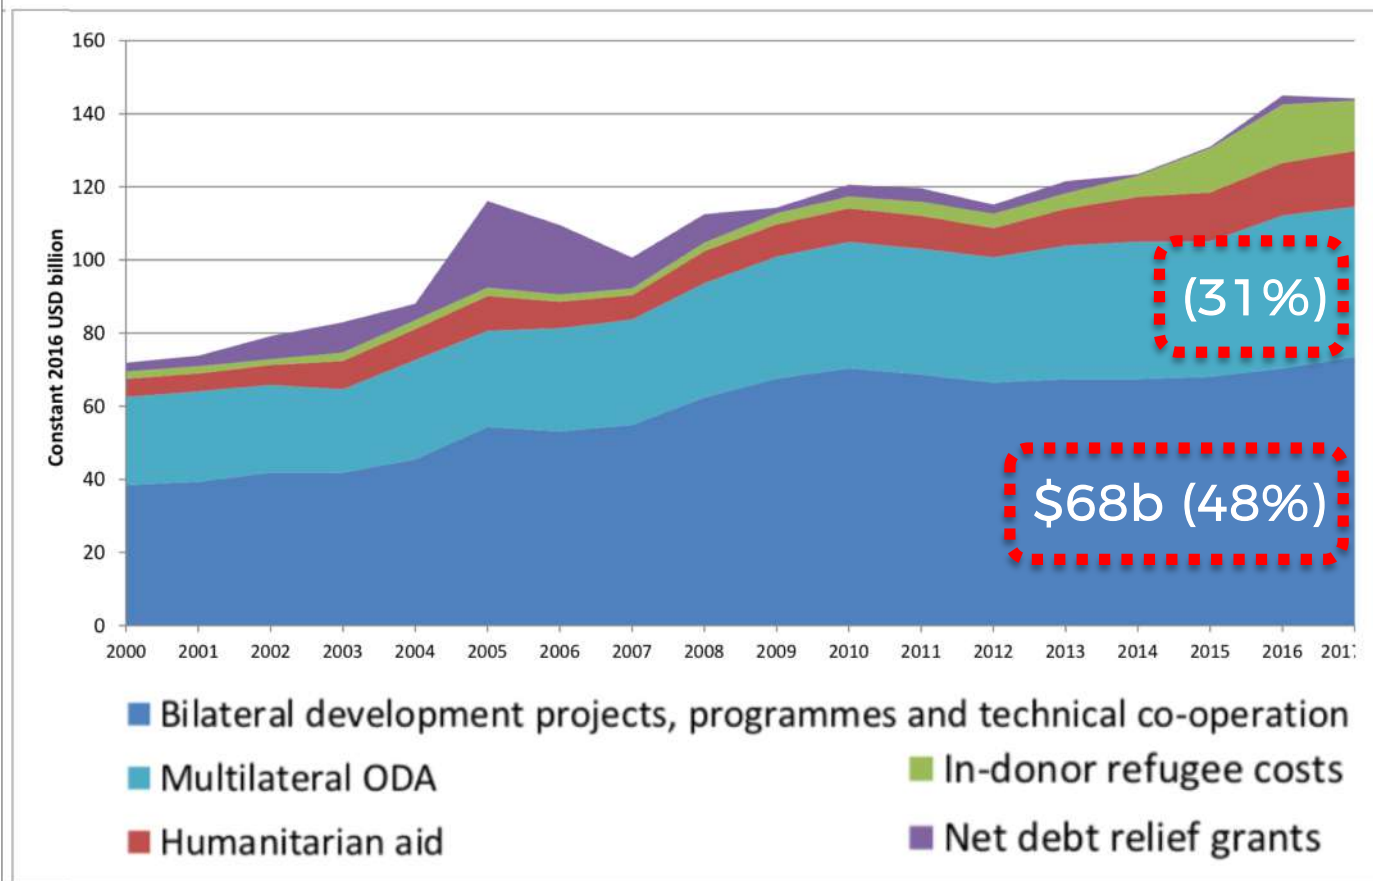 160
140
120
100
80
60
40
20
0
Constant 2016 USD billion
(31%)
$68b (48%)
2000 2001 2002 2003 2004 2005 2006 2007 2008 2009 2010 2011 2012 2013 2014 2015 2016 201
Bilateral development projects, programmes and technical co-operation
Multilateral ODA
In-donor refugee costs
Humanitarian aid
Net debt relief grants